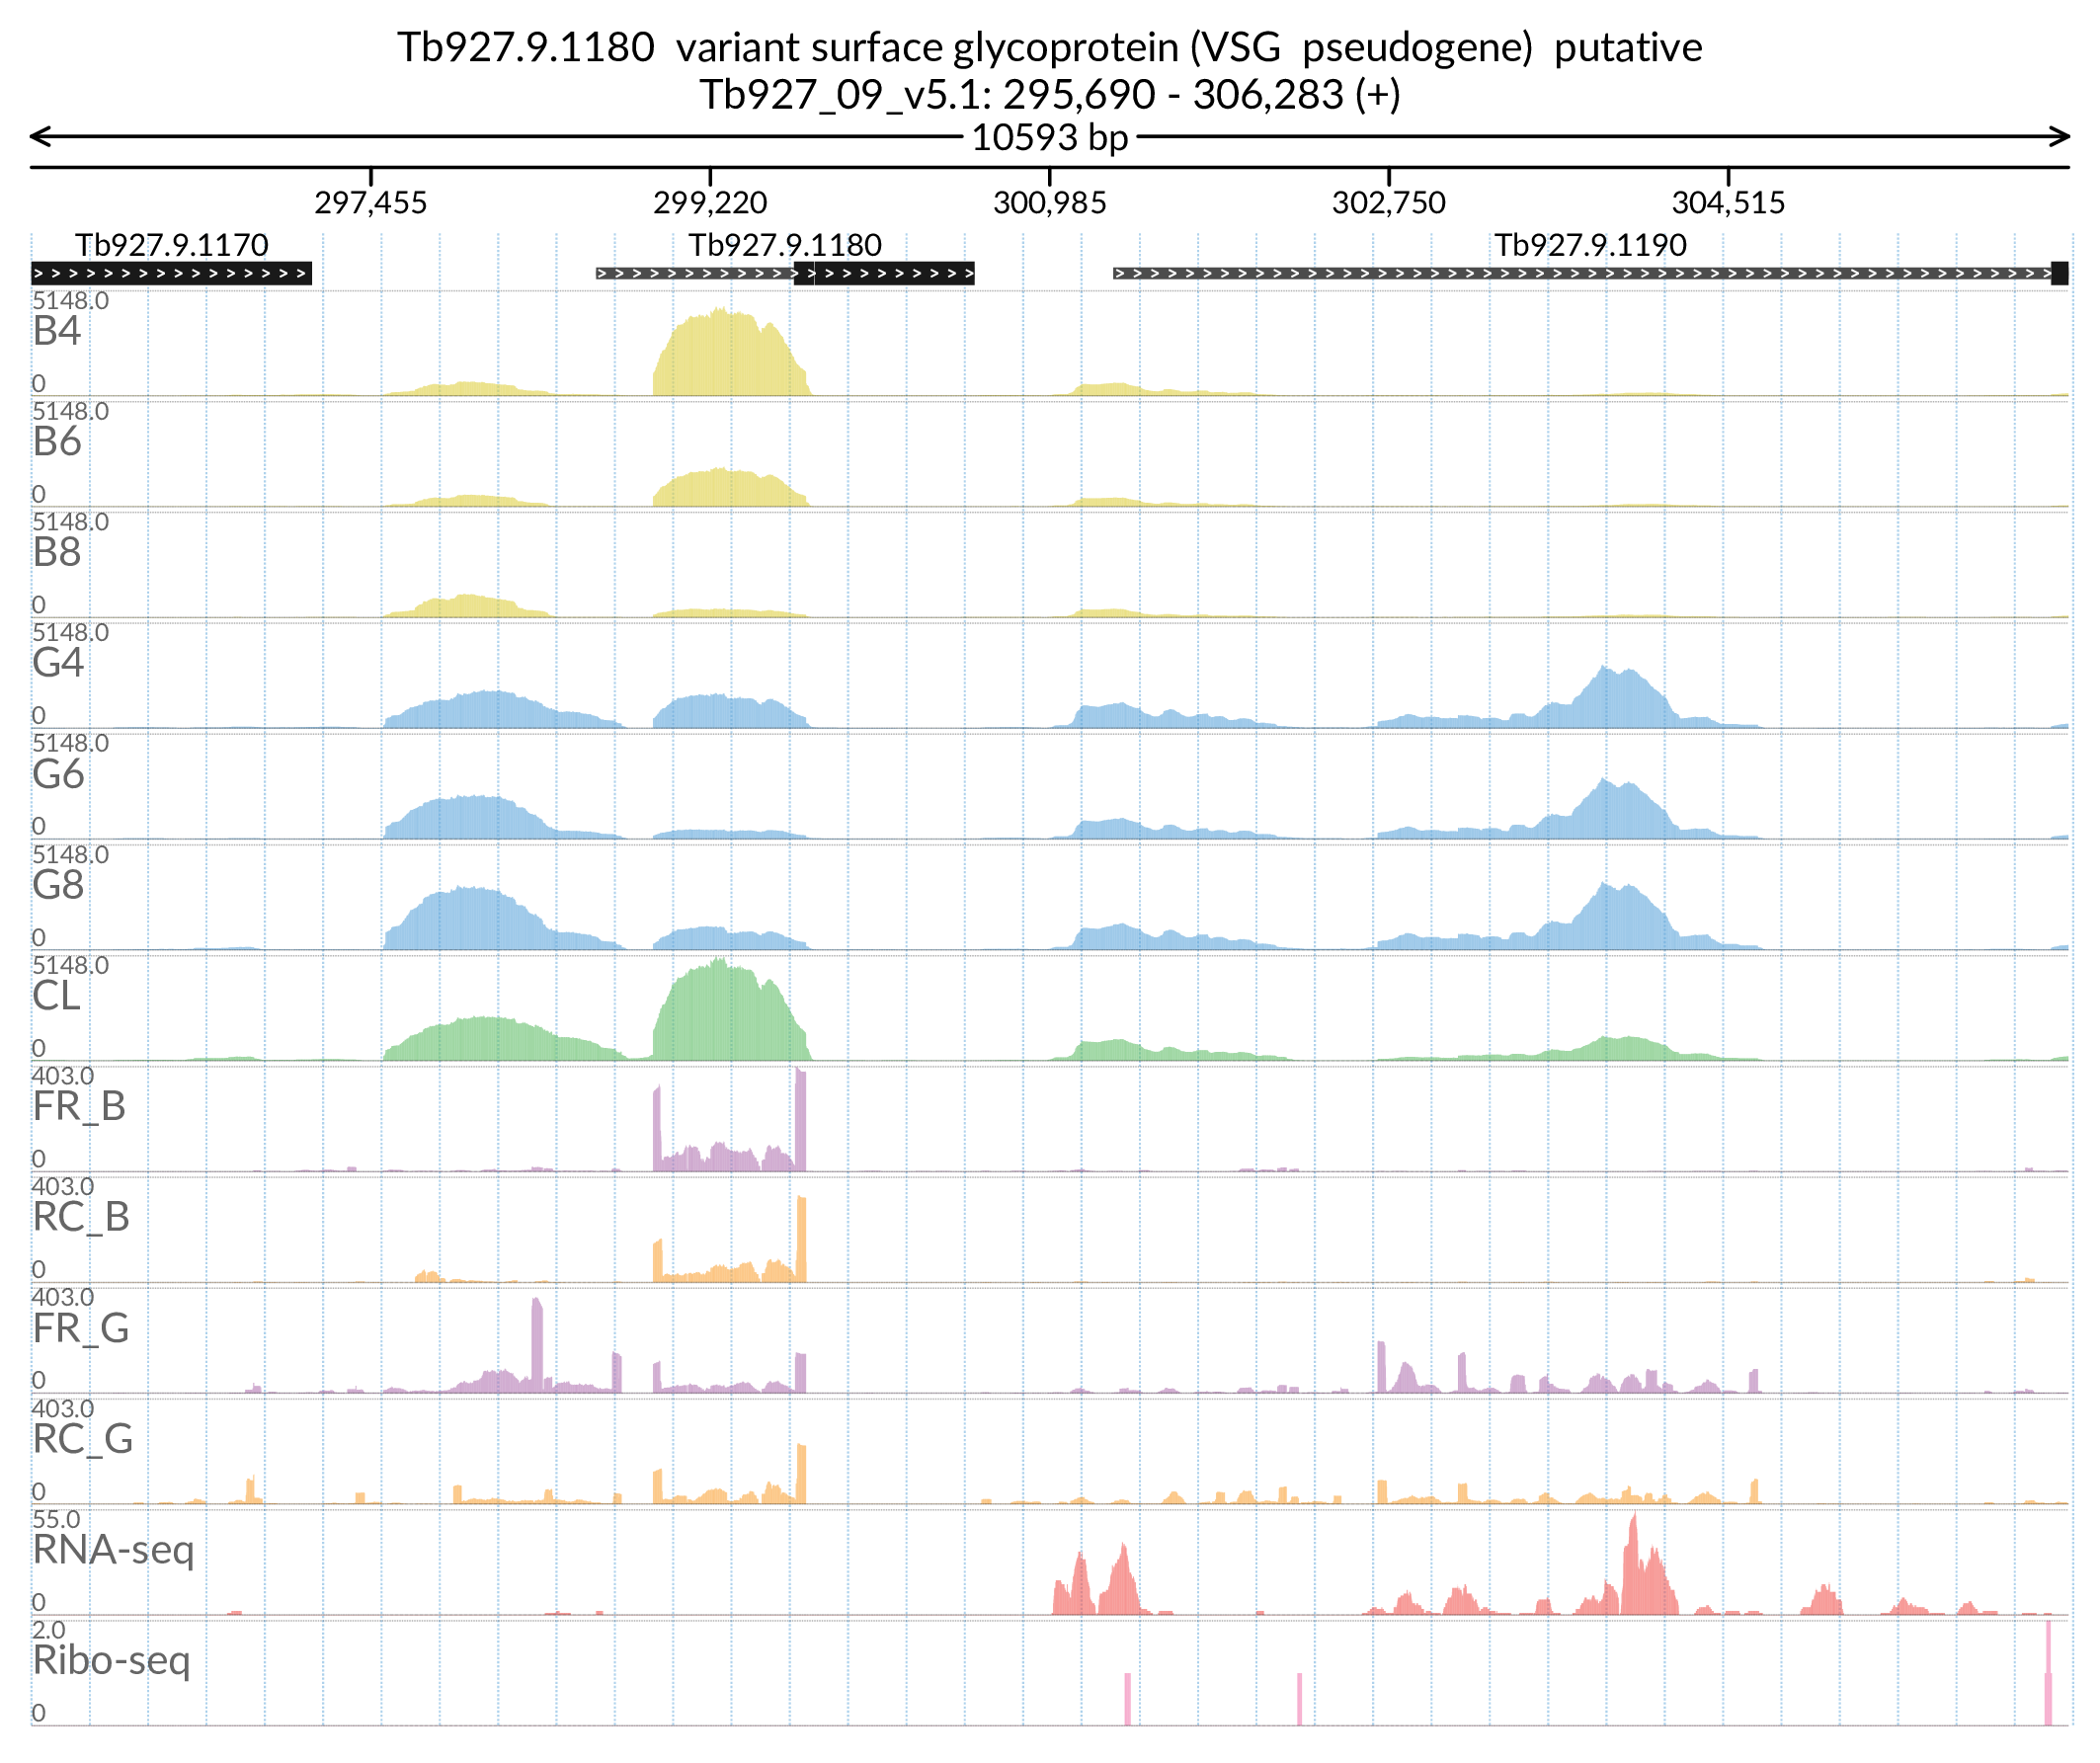 Tb927.9.1180 variant surface glycoprotein (VSG pseudogene) putative
Tb927_09_v5.1: 295,690 - 306,283 (+)
10593 bp
297,455 299,220 300,985 302,750 304,515
Tb927.9.1170 Tb927.9.1180 Tb927.9.1190
5148.0
B4
0
5148.0
B6
0
5148.0
B8
0
5148.0
G4
0
5148.0
G6
0
5148.0
G8
0
5148.0
CL
0
403.0
FR_B
0
403.0
RC_B
0
403.0
FR_G
0
403.0
RC_G
0
55.0
RNA-seq
0
2.0
Ribo-seq
0